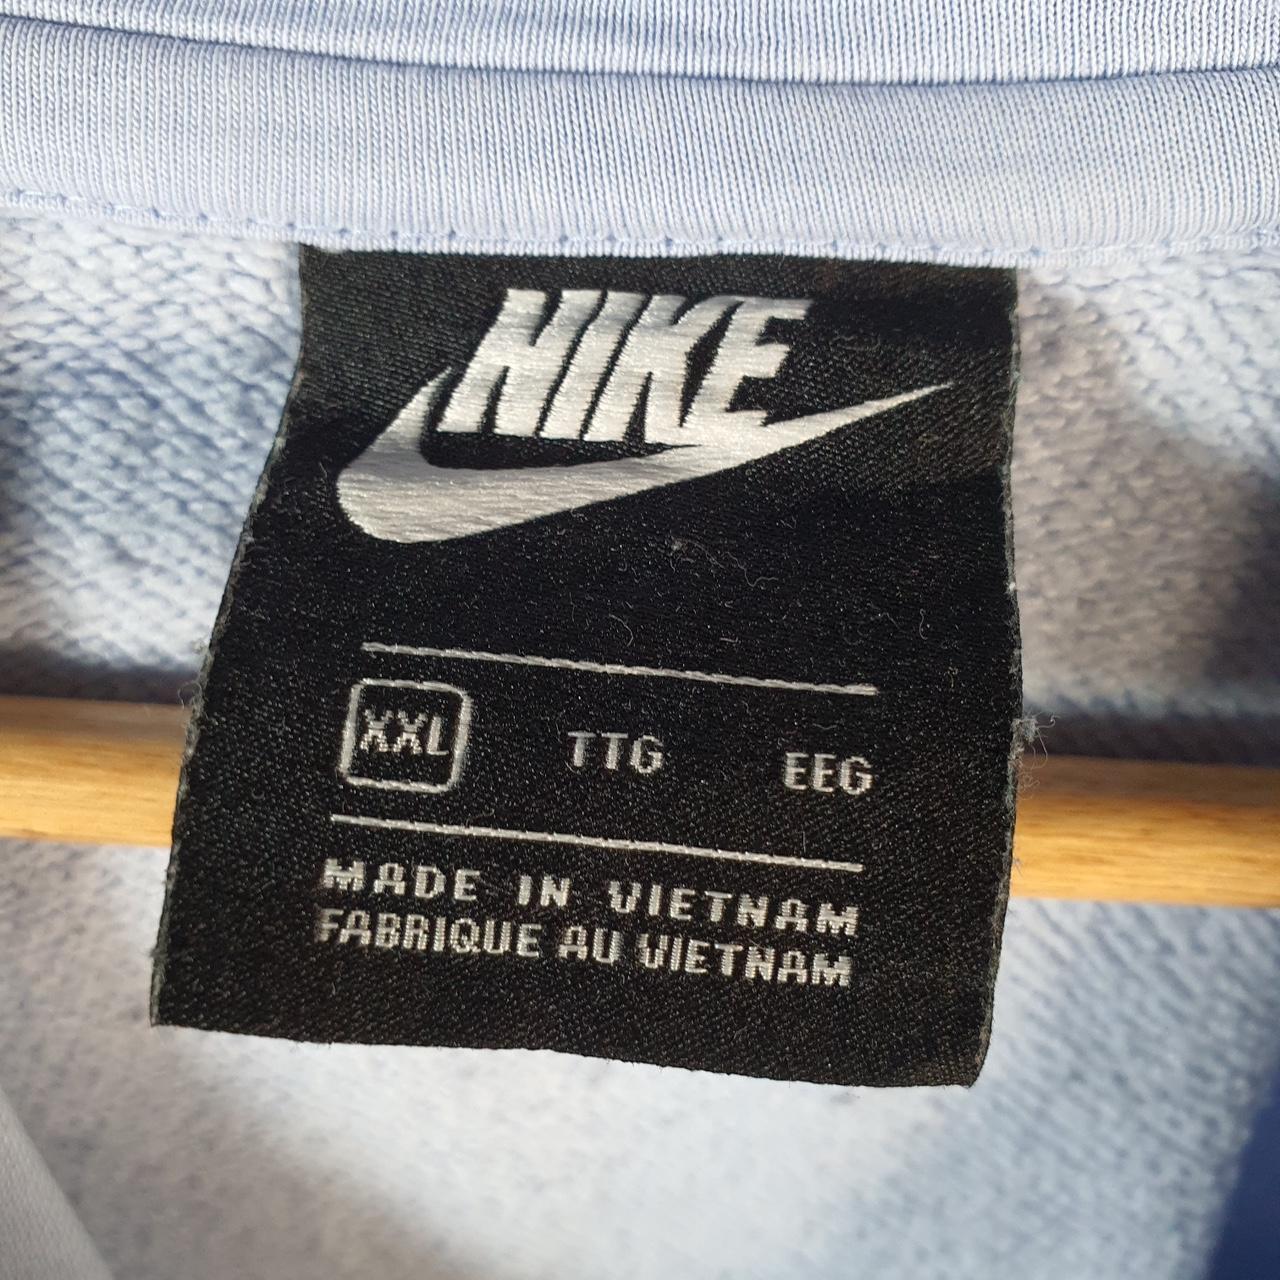 NIKE
XXL TTG EEG
MADE IN VIETNAM
FABRIQUE AU VIETNAM